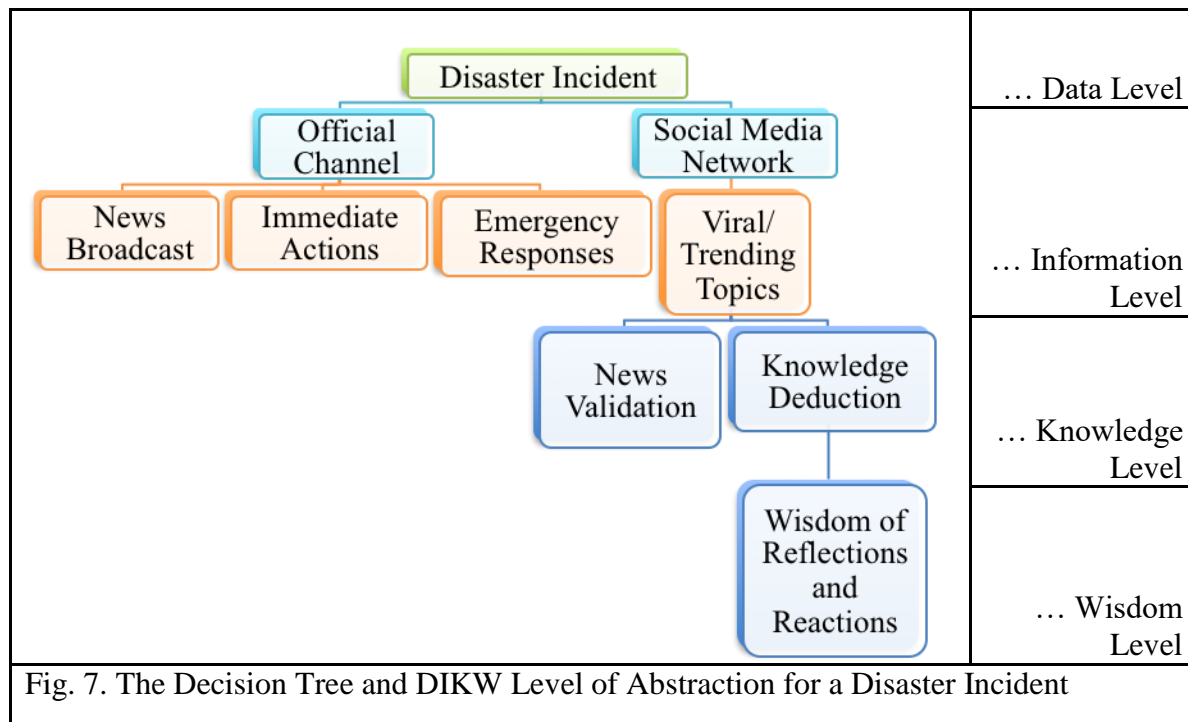 Disaster Incident
… Data Level
Official
Channel
Social Media
Network
News
Broadcast
Immediate
Actions
Emergency
Responses
Viral/
Trending
Topics
… Information
Level
News
Validation
Knowledge
Deduction
… Knowledge
Level
Wisdom of
Reflections
and
Reactions
… Wisdom
Level
Fig. 7. The Decision Tree and DIKW Level of Abstraction for a Disaster Incident